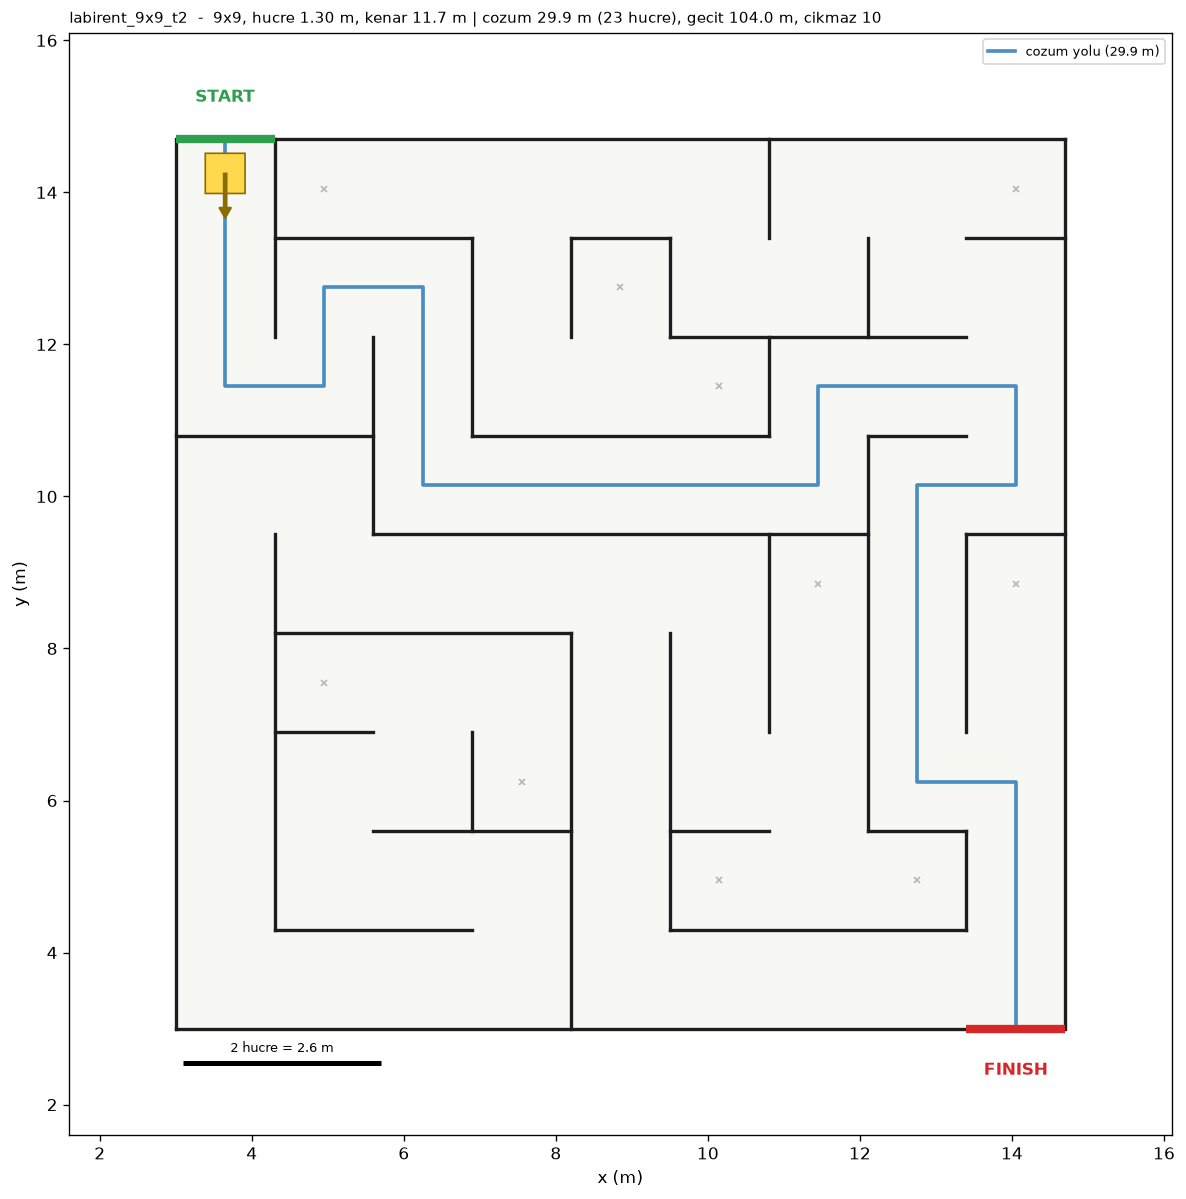 labirent_9x9_t2  -  9x9, hucre 1.30 m, kenar 11.7 m | cozum 29.9 m (23 hucre), gecit 104.0 m, cikmaz 10
cozum yolu (29.9 m)
START
16
14
12
10
8
6
4
2
y (m)
2 hucre = 2.6 m
FINISH
2 4 6 8 10 12 14 16
x (m)